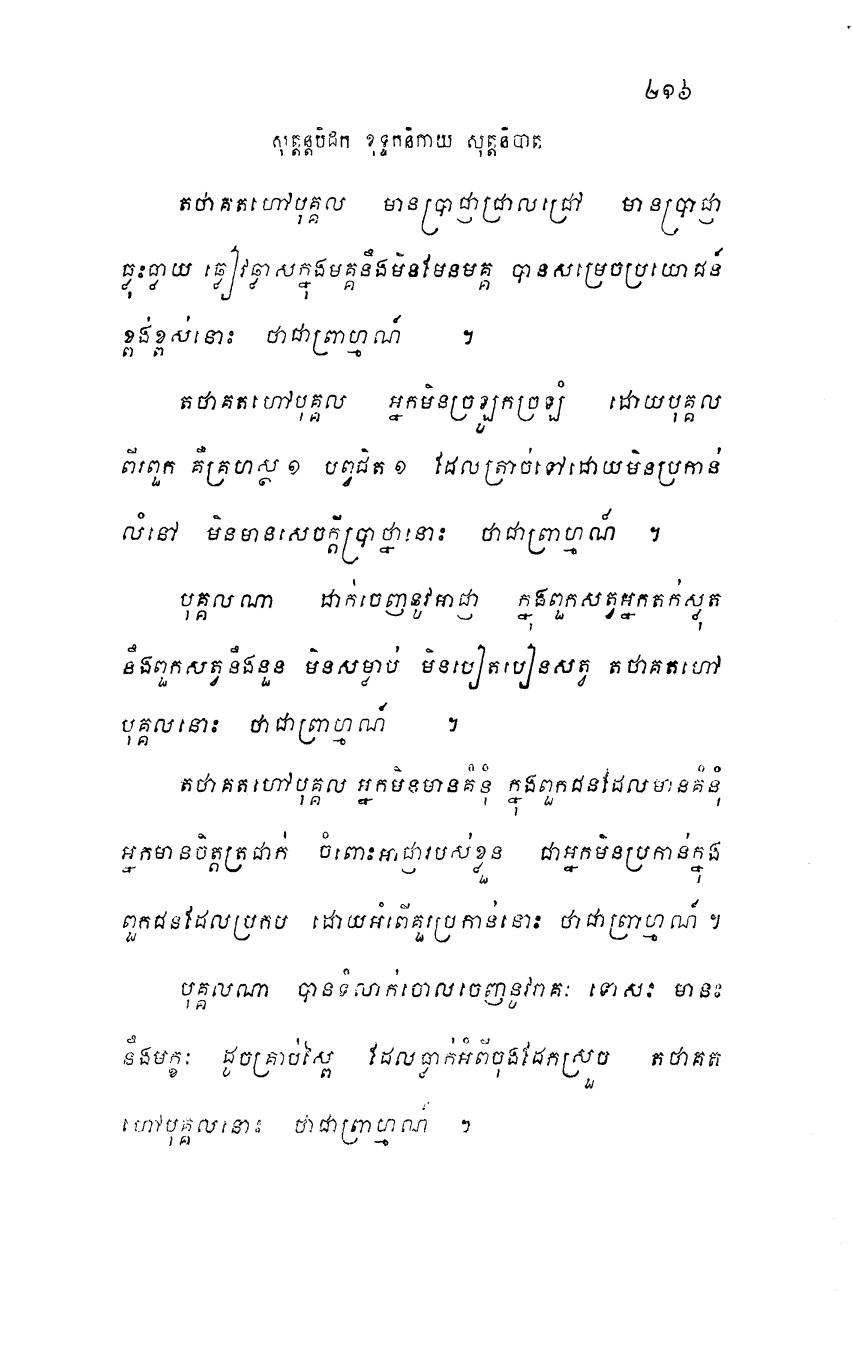 ២១៦
សុត្តន្តបិដក ខុទ្ទកនិកាយ សុត្តនិបាត
តថាគតហៅបុគ្គល មានប្រាជ្ញាជ្រាលជ្រៅ មានប្រាជ្ញា
ធ្លុះធ្លាយ ឆ្លៀវឆ្លាសក្នុងមគ្គនឹងមិនមែនមគ្គ បានសម្រេចប្រយោជន៍
ខ្ពង់ខ្ពស់នោះ ថាជាព្រាហ្មណ៍ ។
តថាគតហៅបុគ្គល អ្នកមិនច្រឡូកច្រឡំ ដោយបុគ្គល
ពីរពួក គឺគ្រហស្ថ ១ បព្វជិត ១ ដែលត្រាច់ទៅដោយមិនប្រកាន់
លំនៅ មិនមានសេចក្តីប្រាថ្នានោះ ថាជាព្រាហ្មណ៍ ។
បុគ្គលណា ដាក់ចេញនូវអាជ្ញា ក្នុងពួកសត្វអ្នកតក់ស្លុត
នឹងពួកសត្វនឹងនួន មិនសម្លាប់ មិនបៀតបៀនសត្វ តថាគតហៅ
បុគ្គលនោះ ថាជាព្រាហ្មណ៍ ។
តថាគតហៅបុគ្គល អ្នកមិនមានគំនុំ ក្នុងពួកជនដែលមានគំនុំ
អ្នកមានចិត្តត្រជាក់ ចំពោះអាជ្ញារបស់ខ្លួន ជាអ្នកមិនប្រកាន់ក្នុង
ពួកជនដែលប្រកប ដោយអំពើគួរប្រកាន់នោះ ថាជាព្រាហ្មណ៍ ។
បុគ្គលណា បានទំលាក់ចោលចេញនូវរាគៈ ទោសះ មានះ
នឹងមក្ខៈ ដូចគ្រាប់ស្ពៃ ដែលធ្លាក់អំពីចុងដែកស្រួច តថាគត
ហៅបុគ្គលនោះ ថាជាព្រាហ្មណ៍ ។